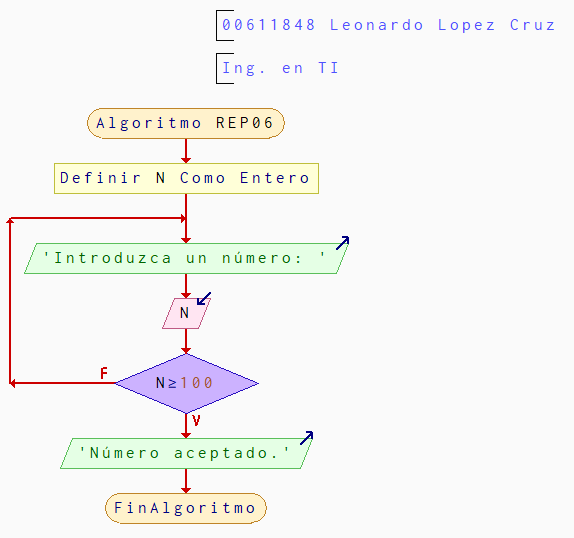 00611848 Leonardo Lopez Cruz
Ing. en TI
Algoritmo REP06
Definir N Como Entero
'Introduzca un número: '
N
F
N≥100
V
'Número aceptado.'
FinAlgoritmo